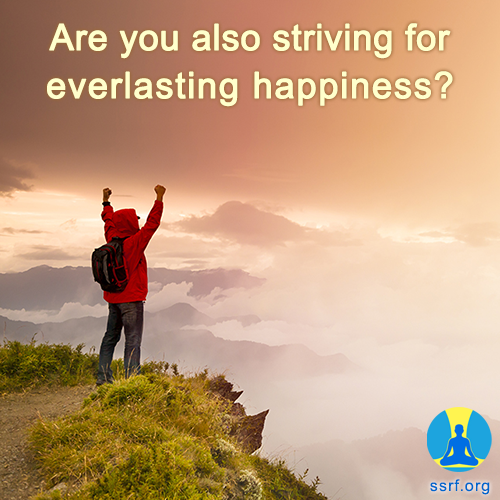 Are you also striving for
everlasting happiness?
ssrf.org